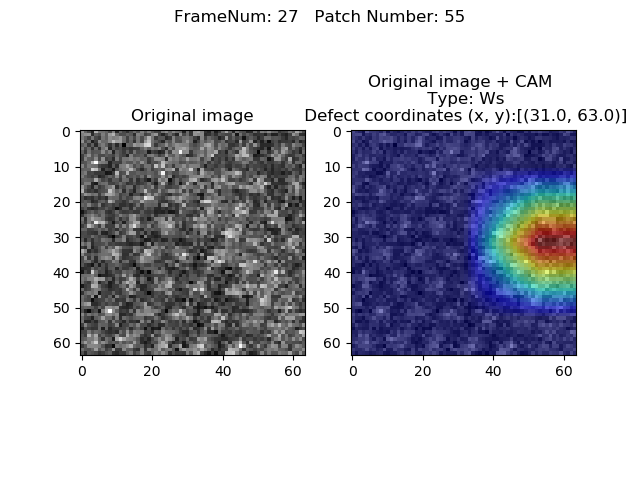 FrameNum: 27   Patch Number: 55
Original image
Original image + CAM
Type: Ws
Defect coordinates (x, y):[(31.0, 63.0)]
0
10
20
30
40
50
60
0 20 40 60
0
10
20
30
40
50
60
0 20 40 60